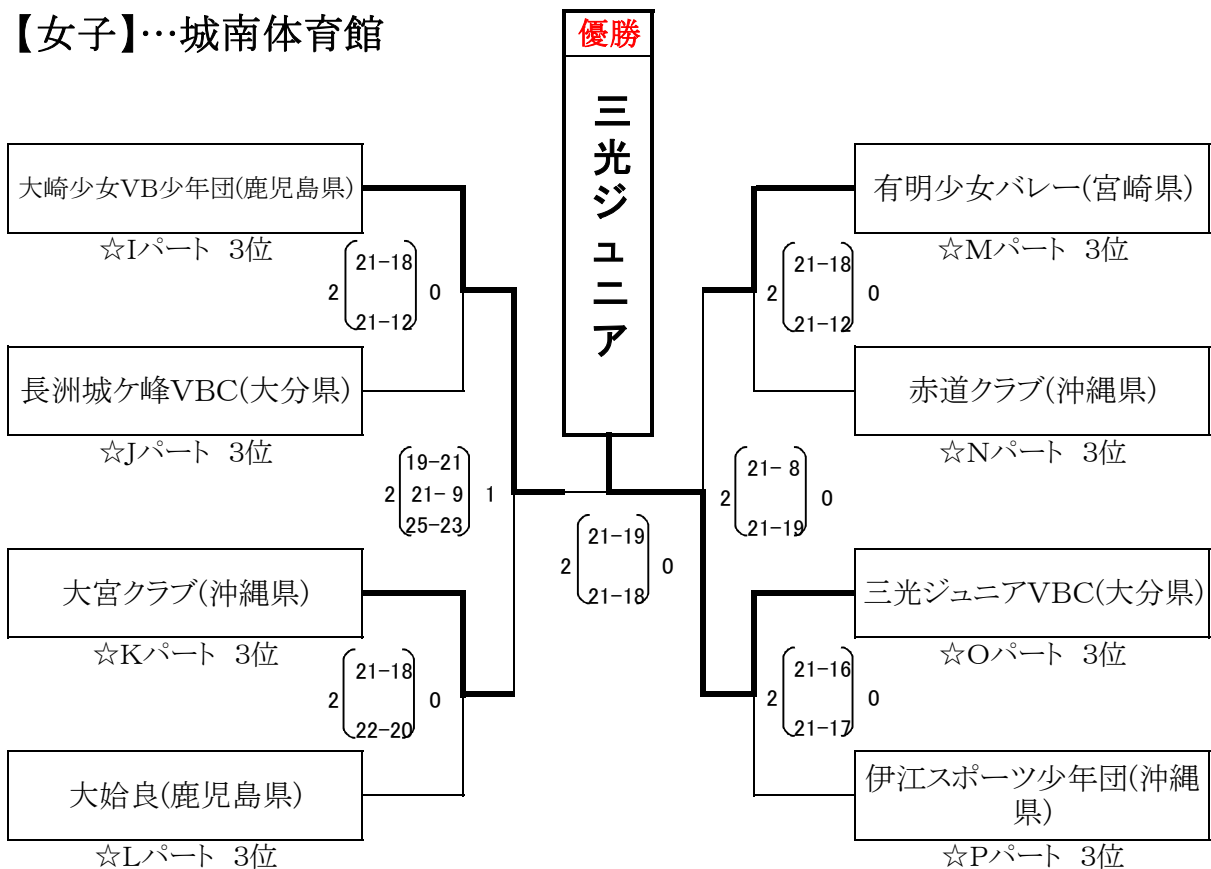 【女子】…城南体育館
優勝
三光ジュニア
大崎少女VB少年団(鹿児島県)
☆Iパート 3位
21-18
2 0
21-12
長洲城ケ峰VBC(大分県)
☆Jパート 3位
19-21
2 21- 9 1
25-23
大宮クラブ(沖縄県)
☆Kパート 3位
21-18
2 0
22-20
大姶良(鹿児島県)
☆Lパート 3位
21-19
2 0
21-18
有明少女バレー(宮崎県)
☆Mパート 3位
21-18
2 0
21-12
赤道クラブ(沖縄県)
☆Nパート 3位
21- 8
2 0
21-19
三光ジュニアVBC(大分県)
☆Oパート 3位
21-16
2 0
21-17
伊江スポーツ少年団(沖縄
県)
☆Pパート 3位